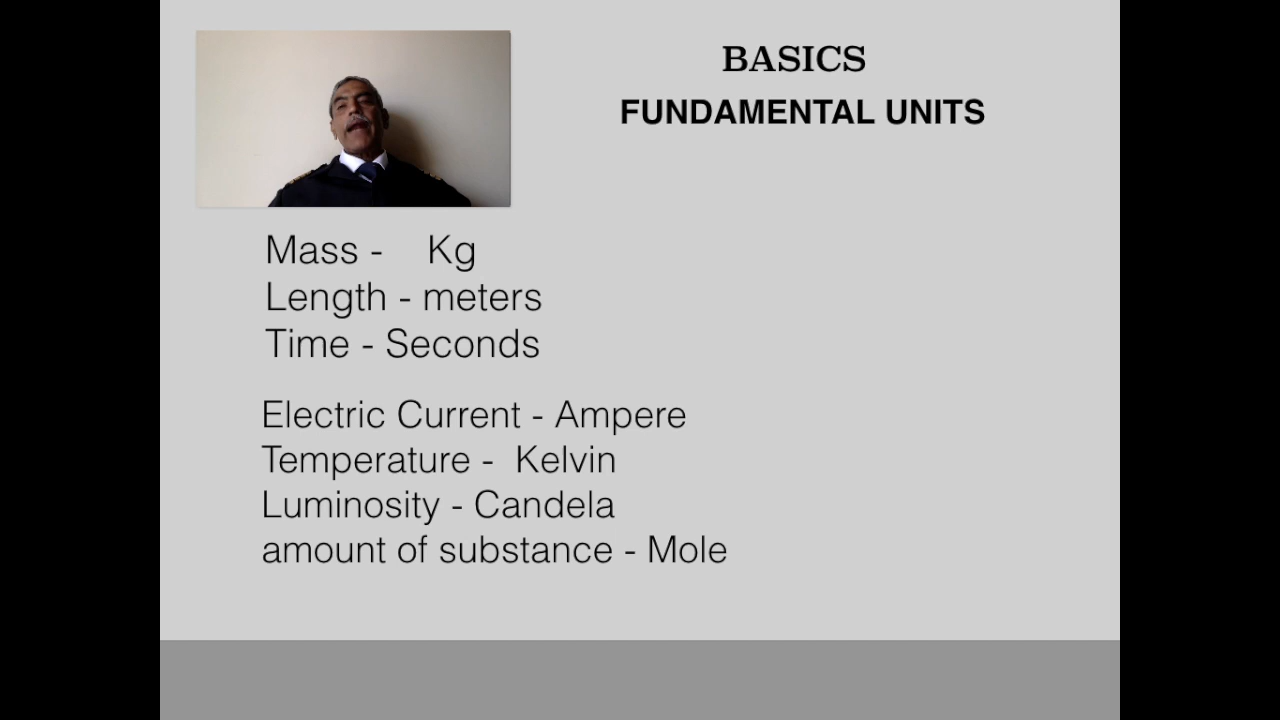 BASICS
FUNDAMENTAL UNITS
Mass - Kg
Length - meters
Time - Seconds
Electric Current - Ampere
Temperature - Kelvin
Luminosity - Candela
amount of substance - Mole